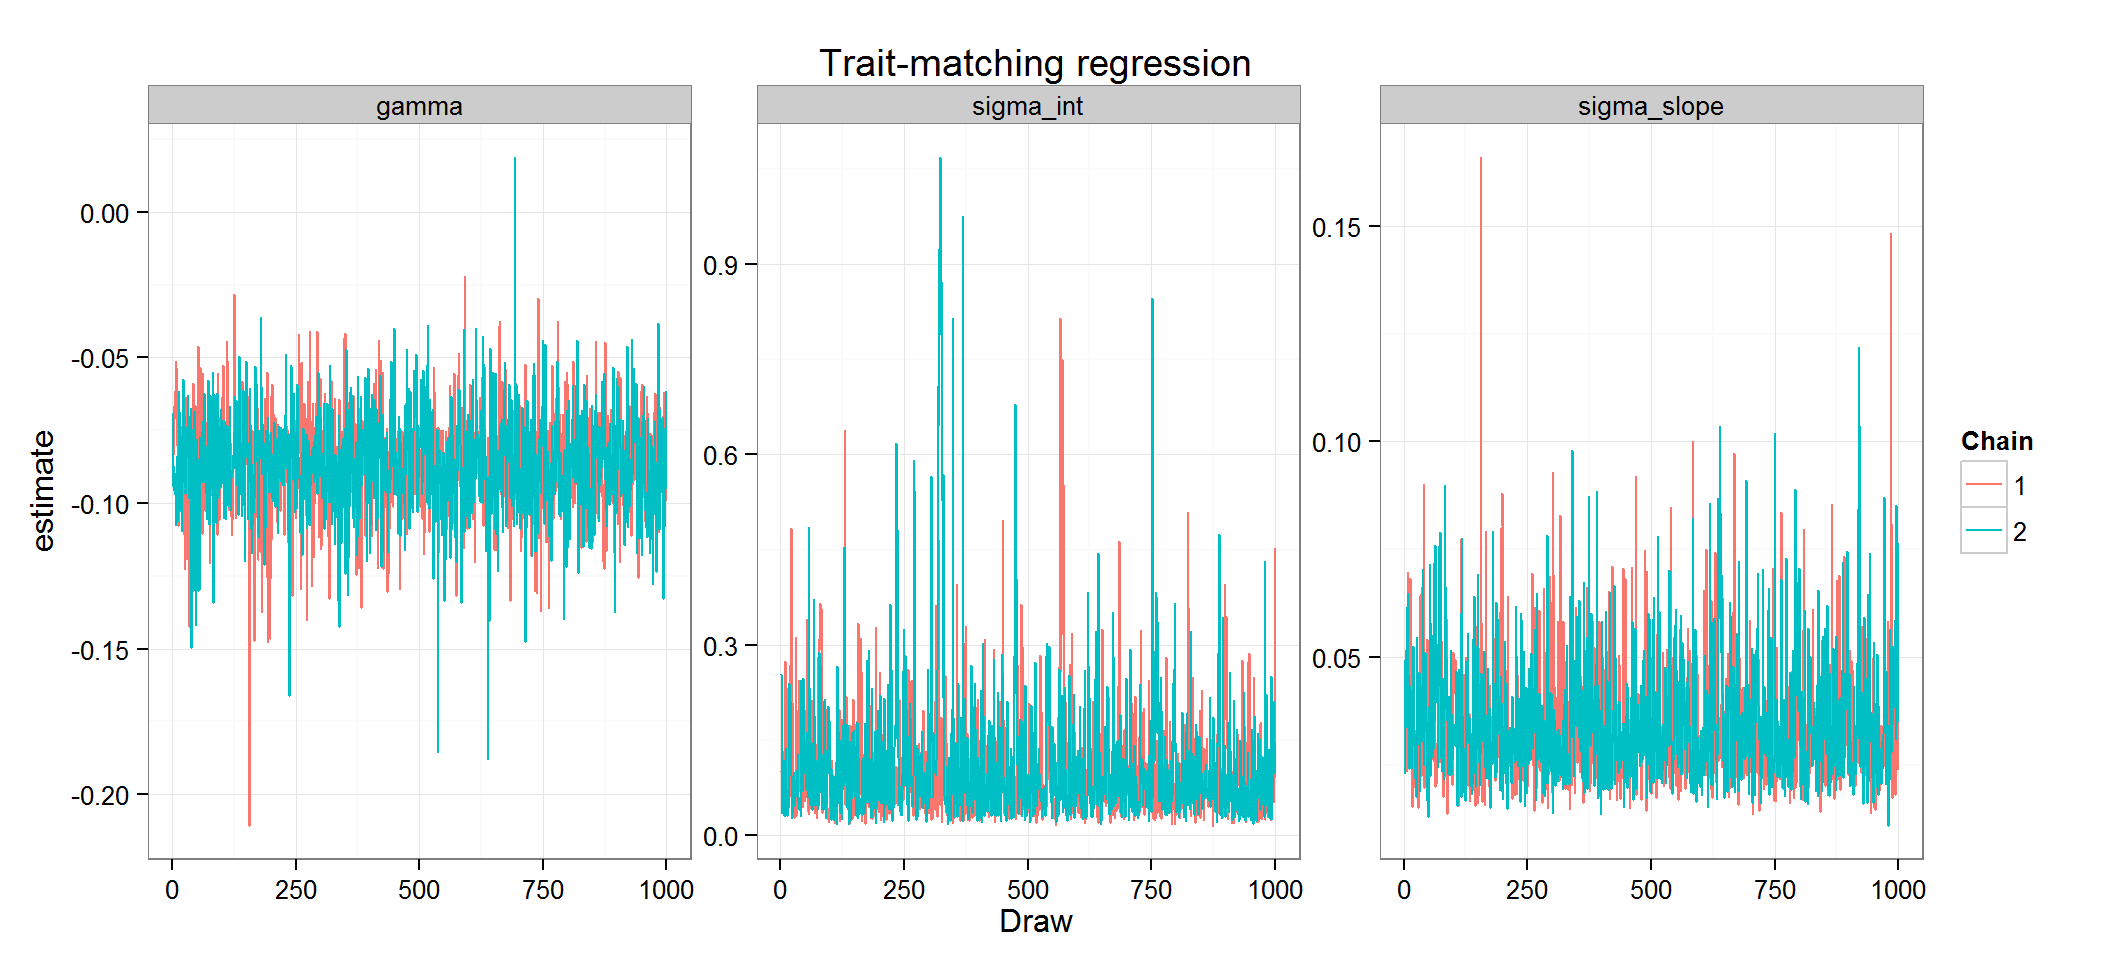 Trait-matching regression
gamma
sigma_int
sigma_slope
estimate
0.00
-0.05
-0.10
-0.15
-0.20
0 250 500 750 1000
0.9
0.6
0.3
0.0
0 250 500 750 1000
0.15
0.10
0.05
0 250 500 750 1000
Draw
Chain
1
2